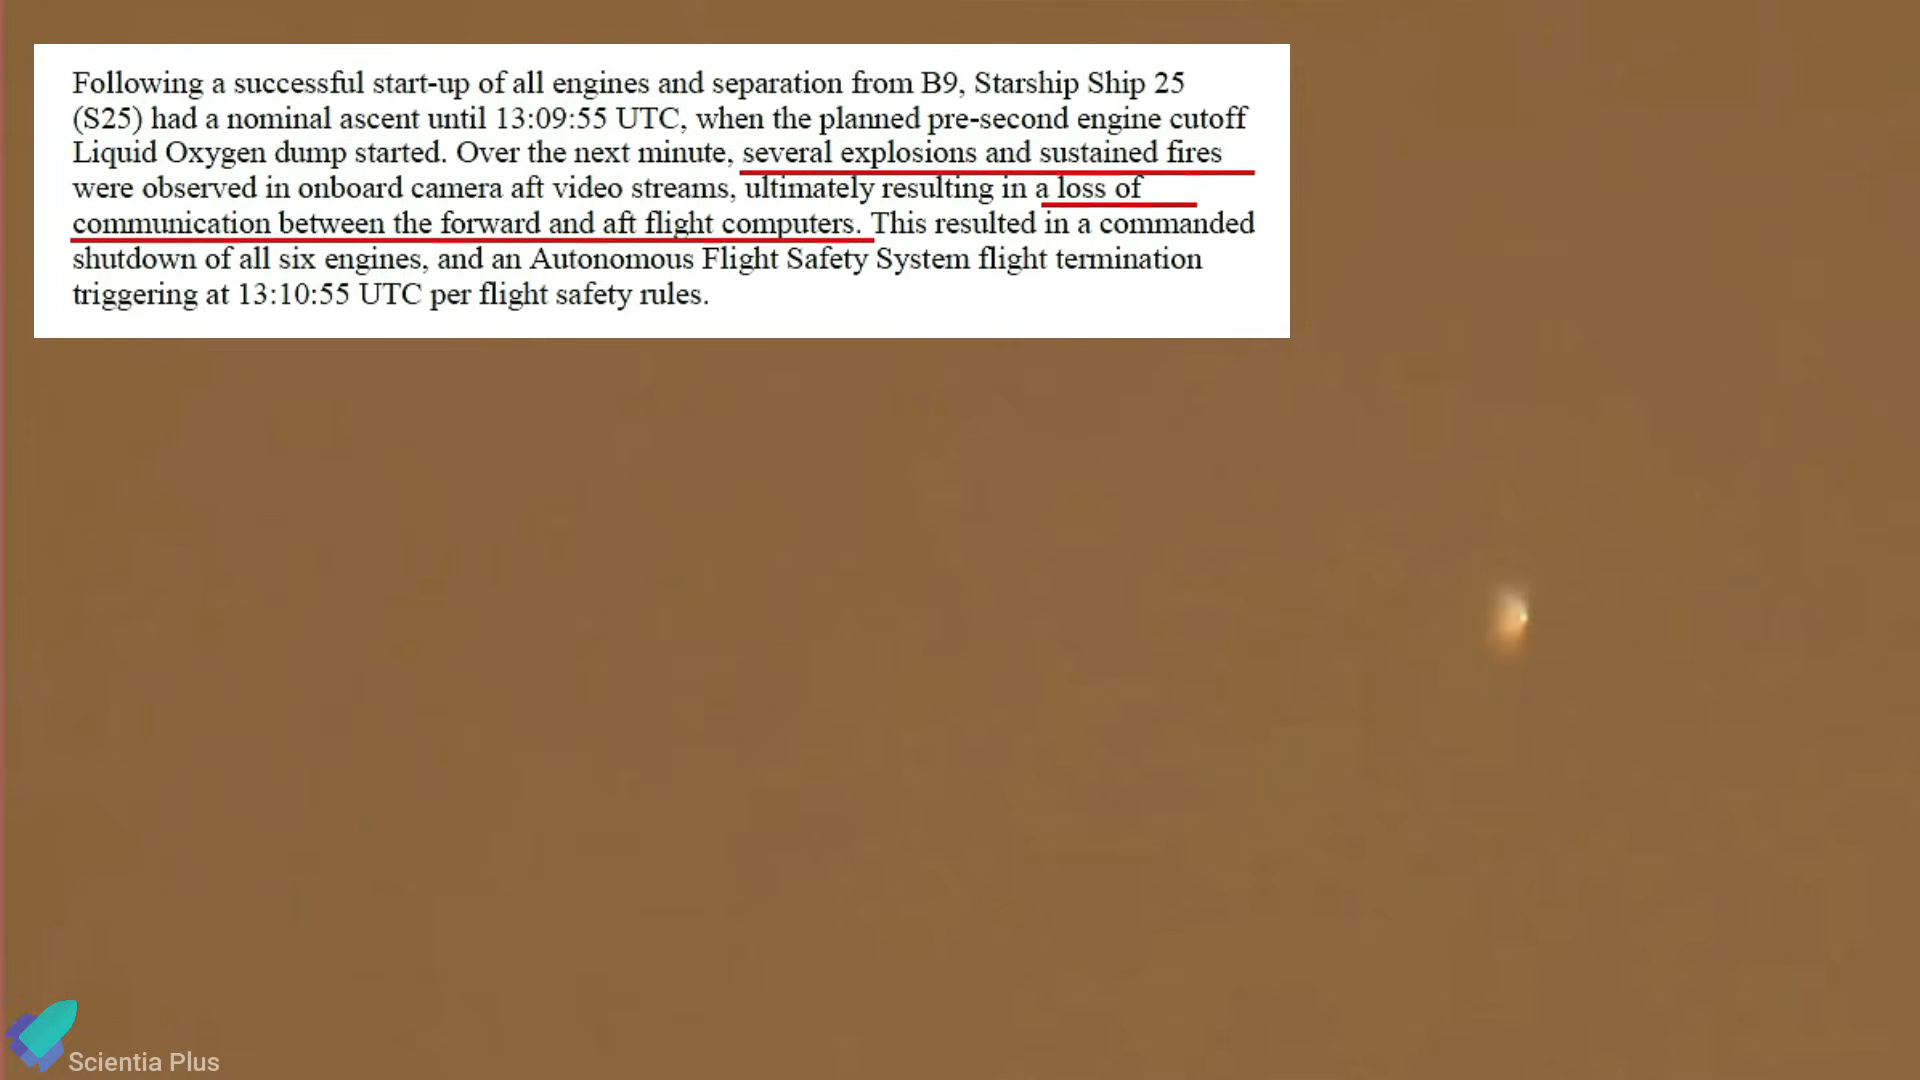 Following a successful start-up of all engines and separation from B9, Starship Ship 25
(S25) had a nominal ascent until 13:09:55 UTC, when the planned pre-second engine cutoff
Liquid Oxygen dump started. Over the next minute, several explosions and sustained fires
were observed in onboard camera aft video streams, ultimately resulting in a loss of
communication between the forward and aft flight computers. This resulted in a commanded
shutdown of all six engines, and an Autonomous Flight Safety System flight termination
triggering at 13:10:55 UTC per flight safety rules.
Scientia Plus